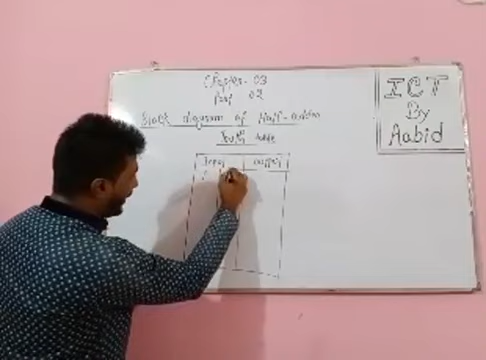 Chapter- 03
Part 02
Block diagram of Half-adder
Truth table
Input Output
ICT
By
Aabid